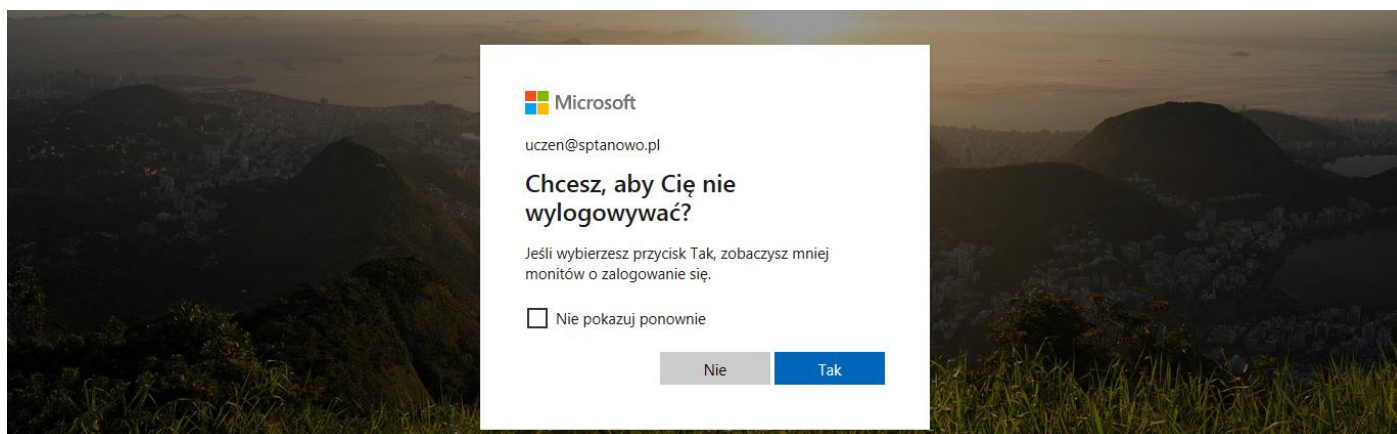 Microsoft
uczen@sptanowo.pl
Chcesz, aby Cię nie
wylogowywać?
Jeśli wybierzesz przycisk Tak, zobaczysz mniej
monitów o zalogowanie się.
Nie pokazuj ponownie
Nie
Tak